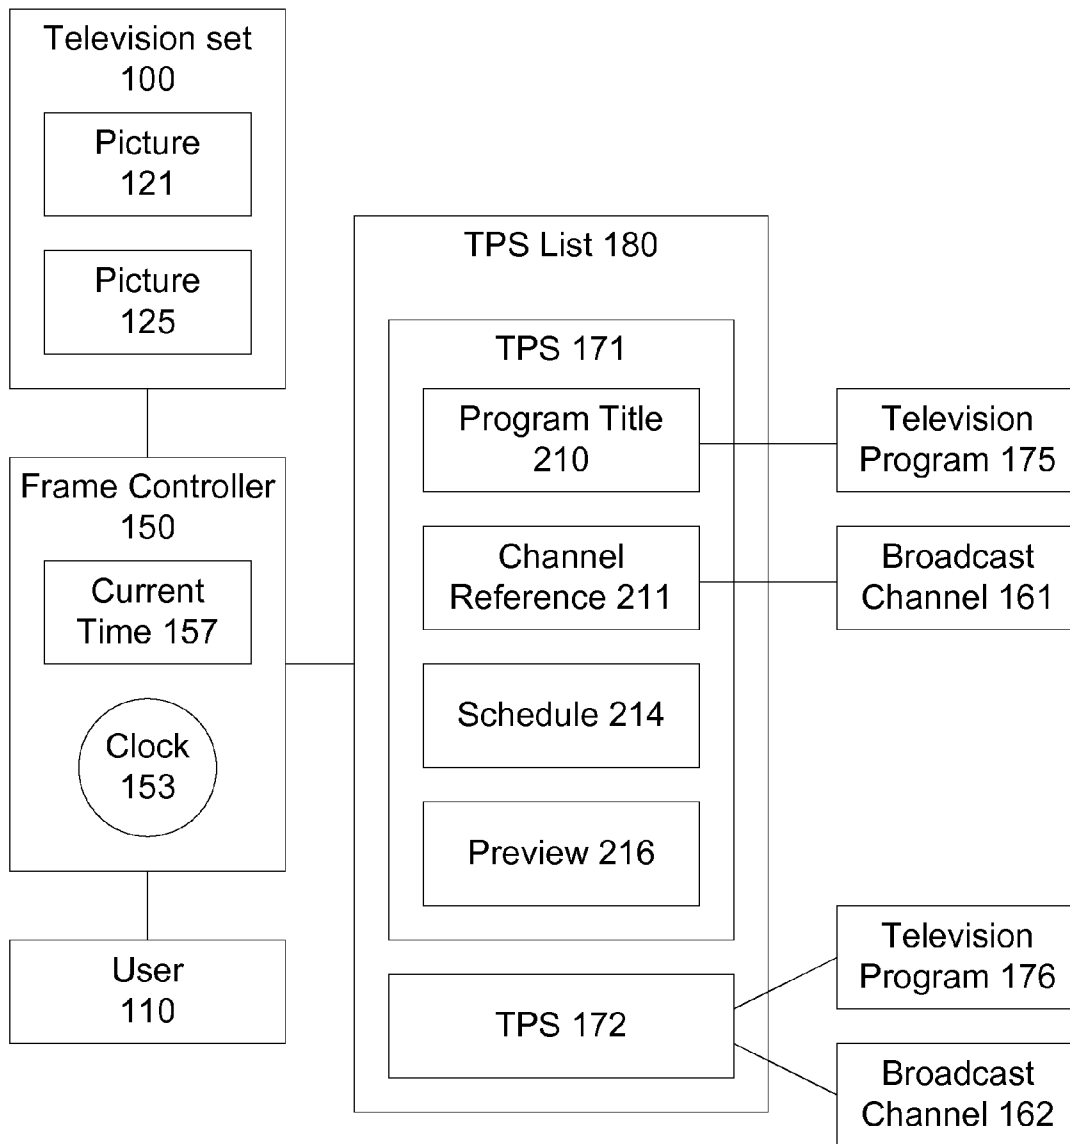 Television set
100
Picture
121
Picture
125
Frame Controller
150
Current
Time 157
Clock
153
User
110
TPS List 180
TPS 171
Program Title
210
Channel
Reference 211
Schedule 214
Preview 216
TPS 172
Television
Program 175
Broadcast
Channel 161
Television
Program 176
Broadcast
Channel 162